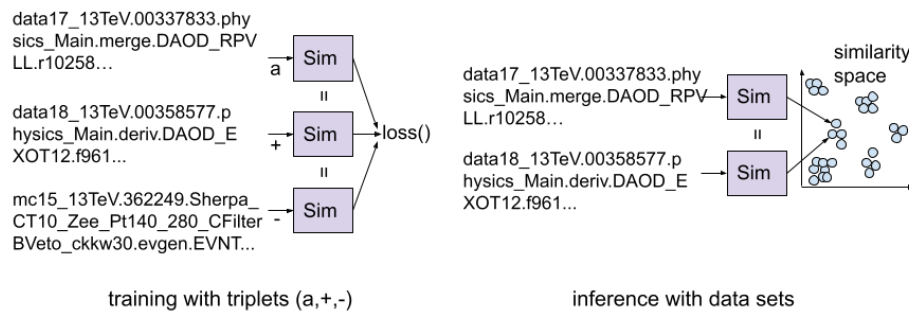 data17_13TeV.00337833.phy
sics_Main.merge.DAOD_RPV
LL.r10258...
a
Sim
=
data18_13TeV.00358577.p
hysics_Main.deriv.DAOD_E
XOT12.f961...
+
Sim
loss()
=
mc15_13TeV.362249.Sherpa_
CT10_Zee_Pt140_280_CFilter
BVeto_ckkw30.evgen.EVNT...
-
Sim
training with triplets (a,+,-)
data17_13TeV.00337833.phy
sics_Main.merge.DAOD_RPV
LL.r10258...
Sim
=
data18_13TeV.00358577.p
hysics_Main.deriv.DAOD_E
XOT12.f961...
Sim
similarity
space
inference with data sets